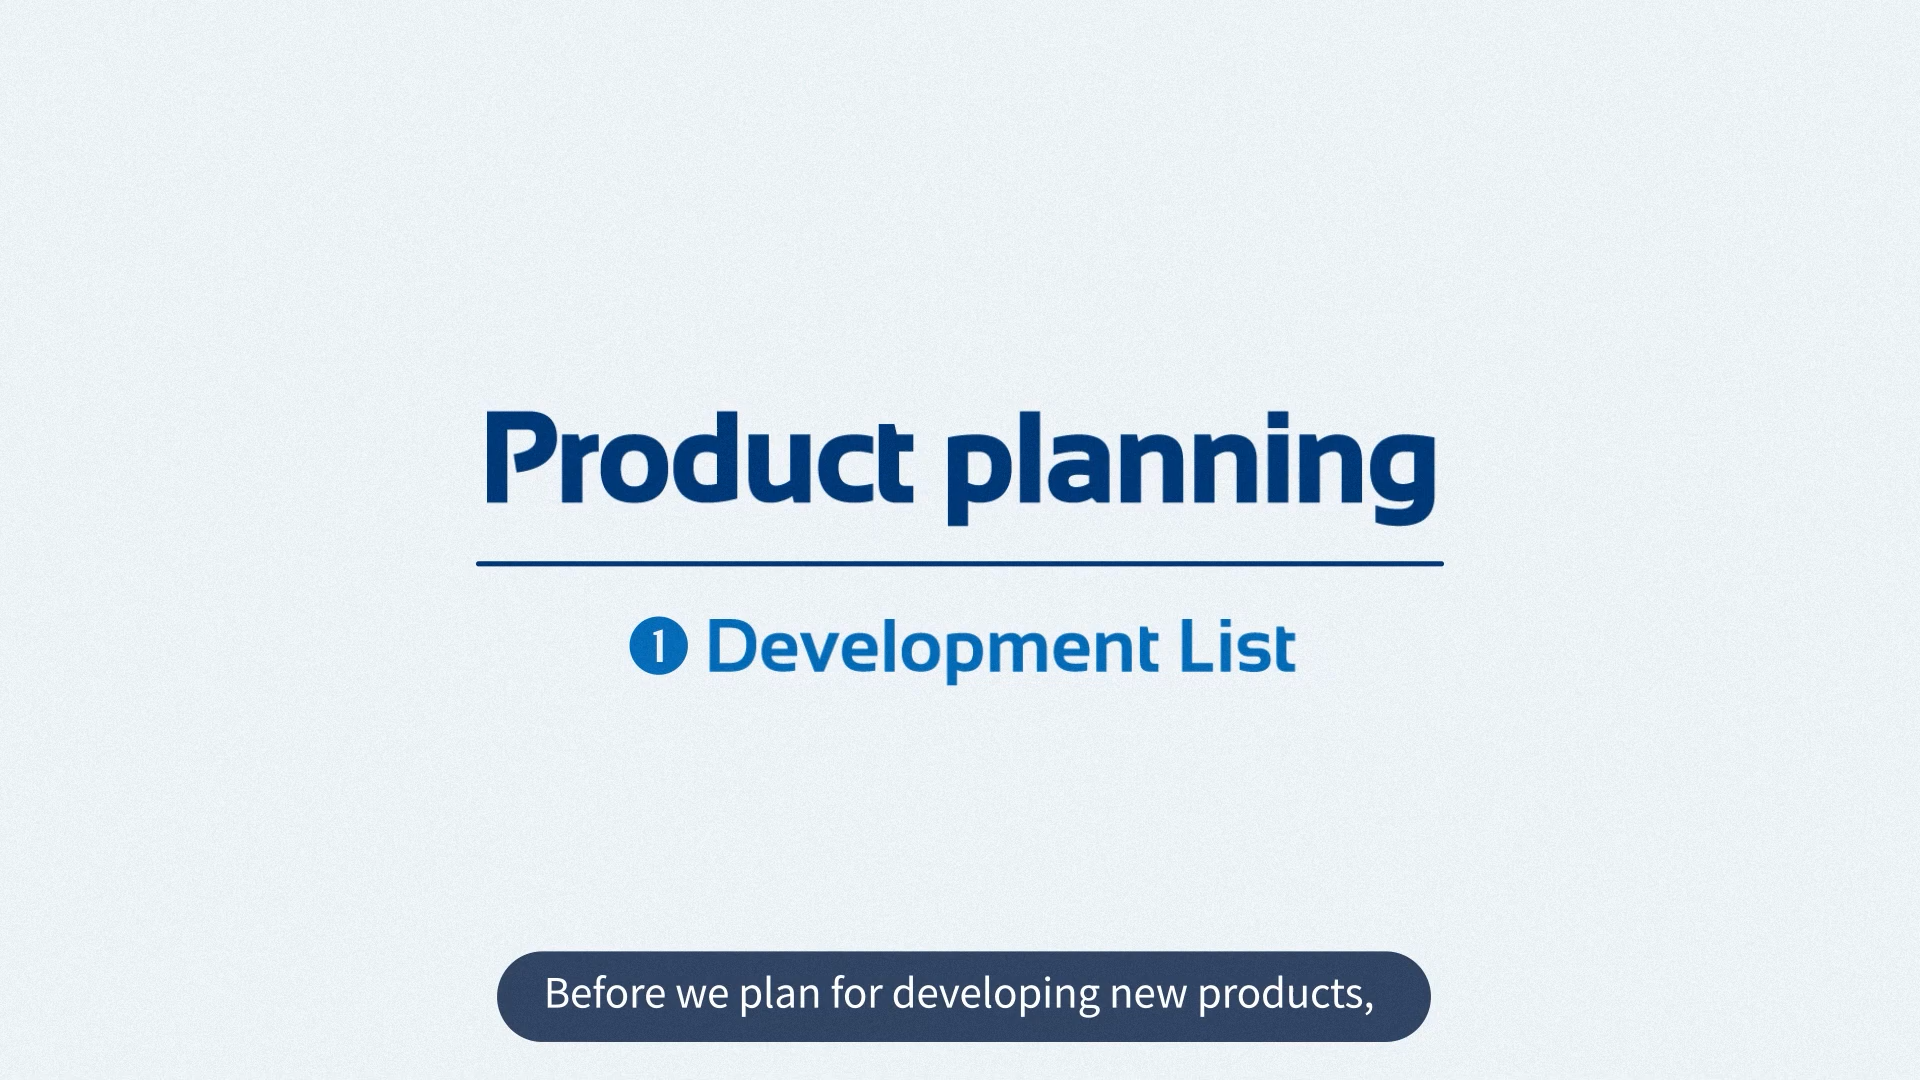 Product planning
1 Development List
Before we plan for developing new products,